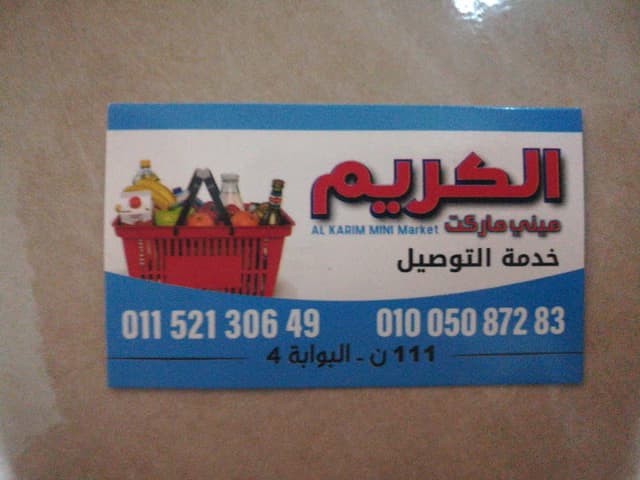 الكريم
ميني ماركت AL KARIM MINI Market
خدمة التوصيل
011 521 306 49 010 050 872 83
111 ن - البوابة 4